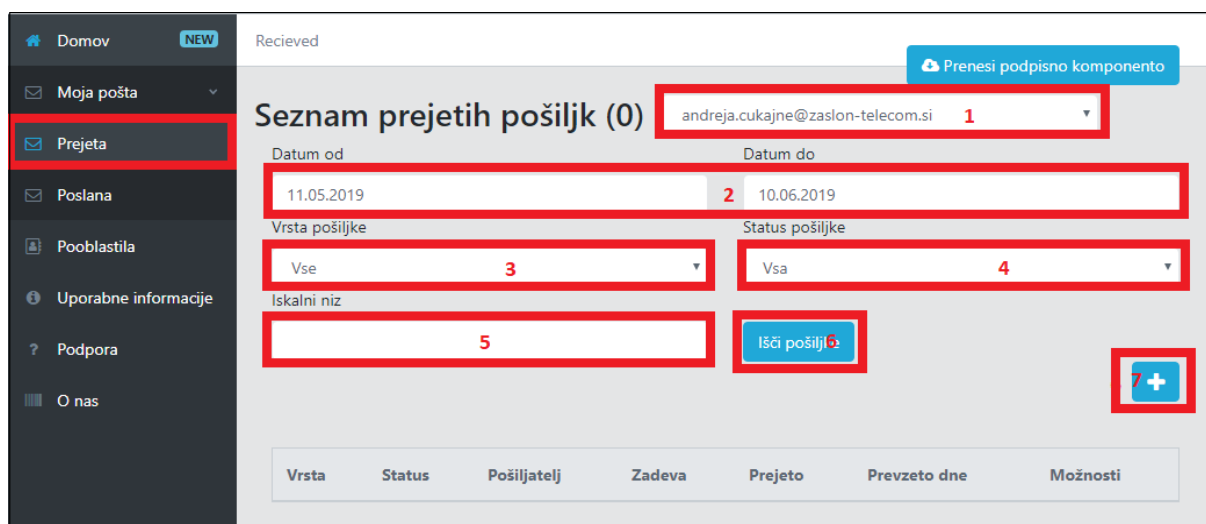 Domov NEW
Moja pošta
Prejeta
Poslana
Pooblastila
Uporabne informacije
Podpora
O nas
Recieved
Prenesi podpisno komponento
Seznam prejetih pošiljk (0)
andreja.cukajne@zaslon-telecom.si 1
Datum od Datum do
11.05.2019 2 10.06.2019
Vrsta pošiljke Status pošiljke
Vse 3 Vsa 4
Iskalni niz
5 Išči pošiljke 6
7 +
Vrsta Status Pošiljatelj Zadeva Prejeto Prevzeto dne Možnosti